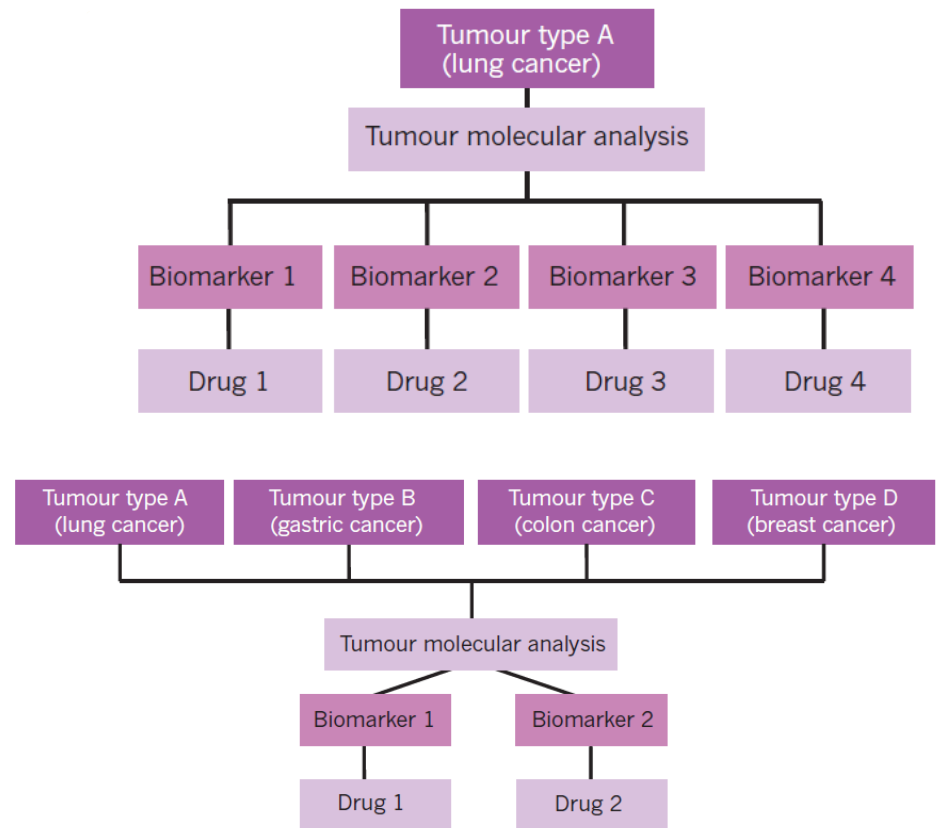 Tumour type A
(lung cancer)
Tumour molecular analysis
Biomarker 1
Biomarker 2
Biomarker 3
Biomarker 4
Drug 1
Drug 2
Drug 3
Drug 4
Tumour type A
(lung cancer)
Tumour type B
(gastric cancer)
Tumour type C
(colon cancer)
Tumour type D
(breast cancer)
Tumour molecular analysis
Biomarker 1
Biomarker 2
Drug 1
Drug 2